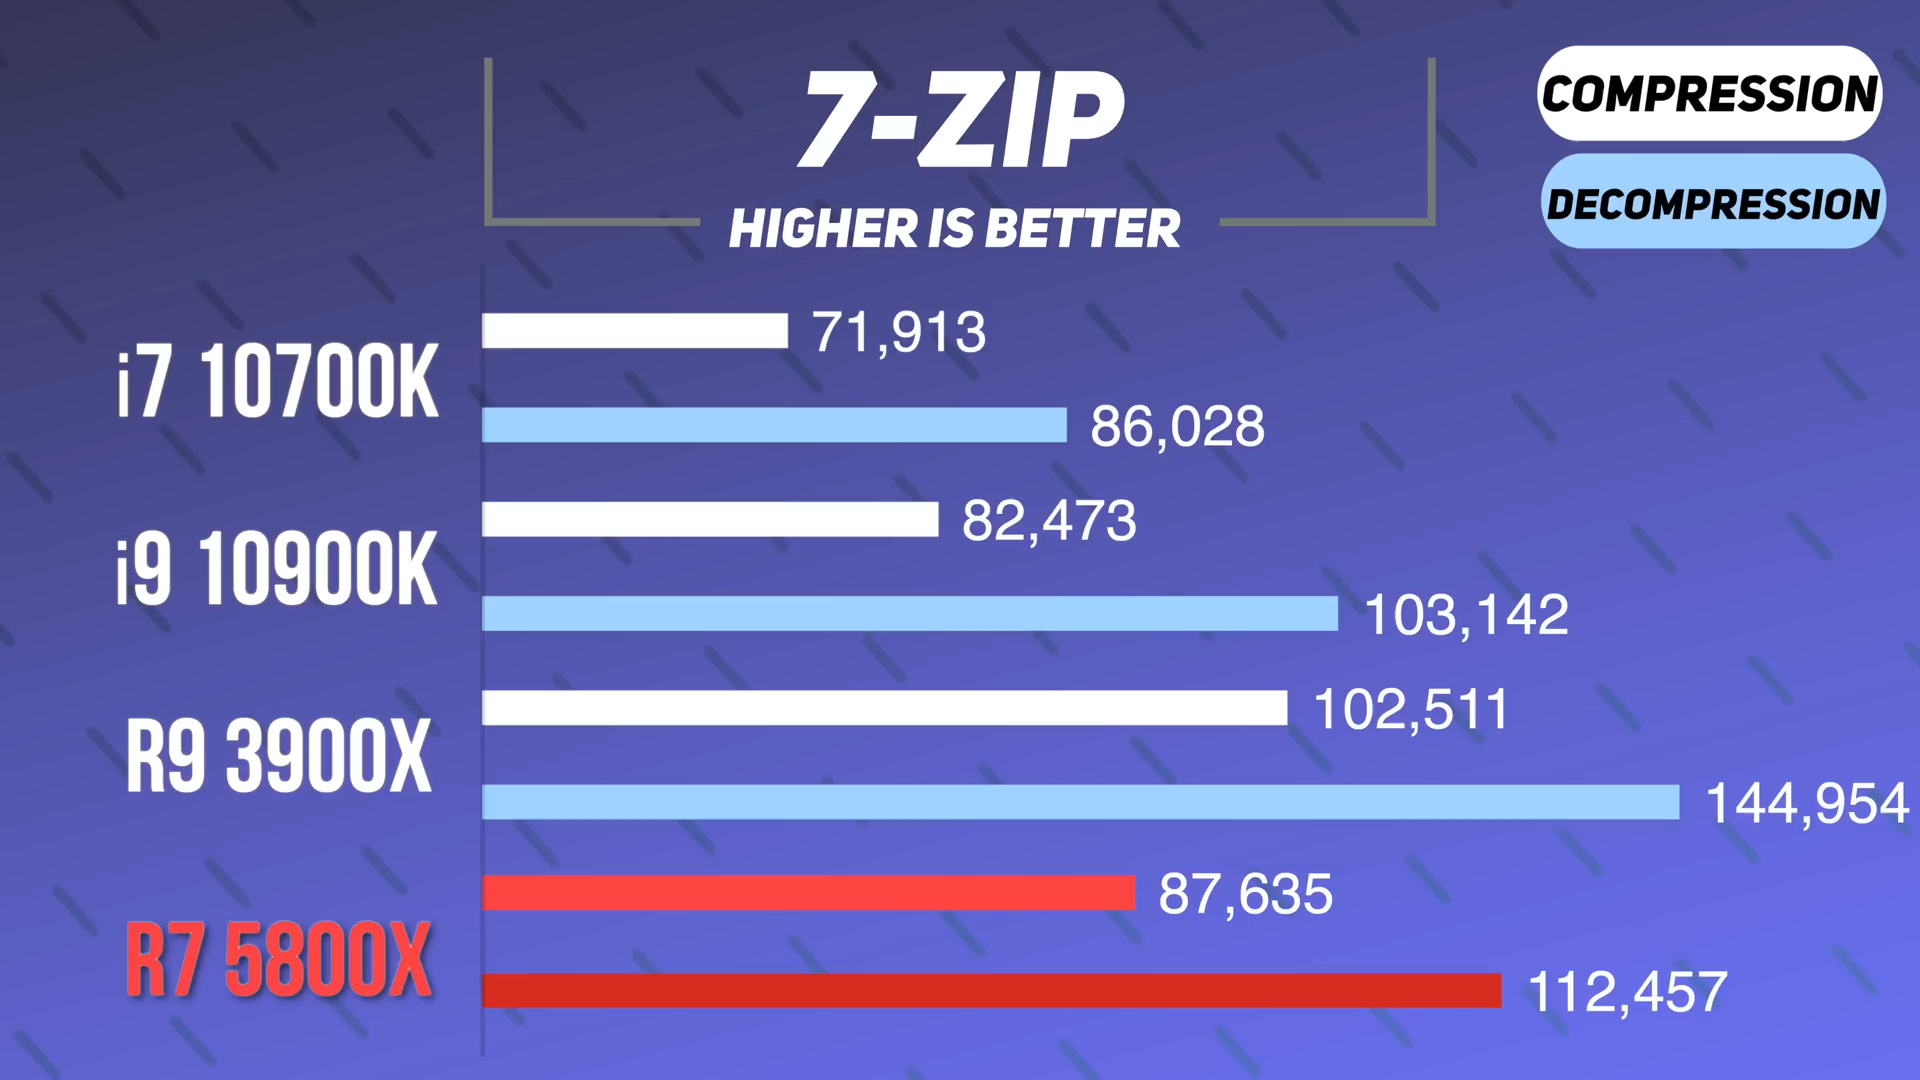 7-ZIP
HIGHER IS BETTER
COMPRESSION
DECOMPRESSION
i7 10700K
71,913
86,028
i9 10900K
82,473
103,142
R9 3900X
102,511
144,954
R7 5800X
87,635
112,457